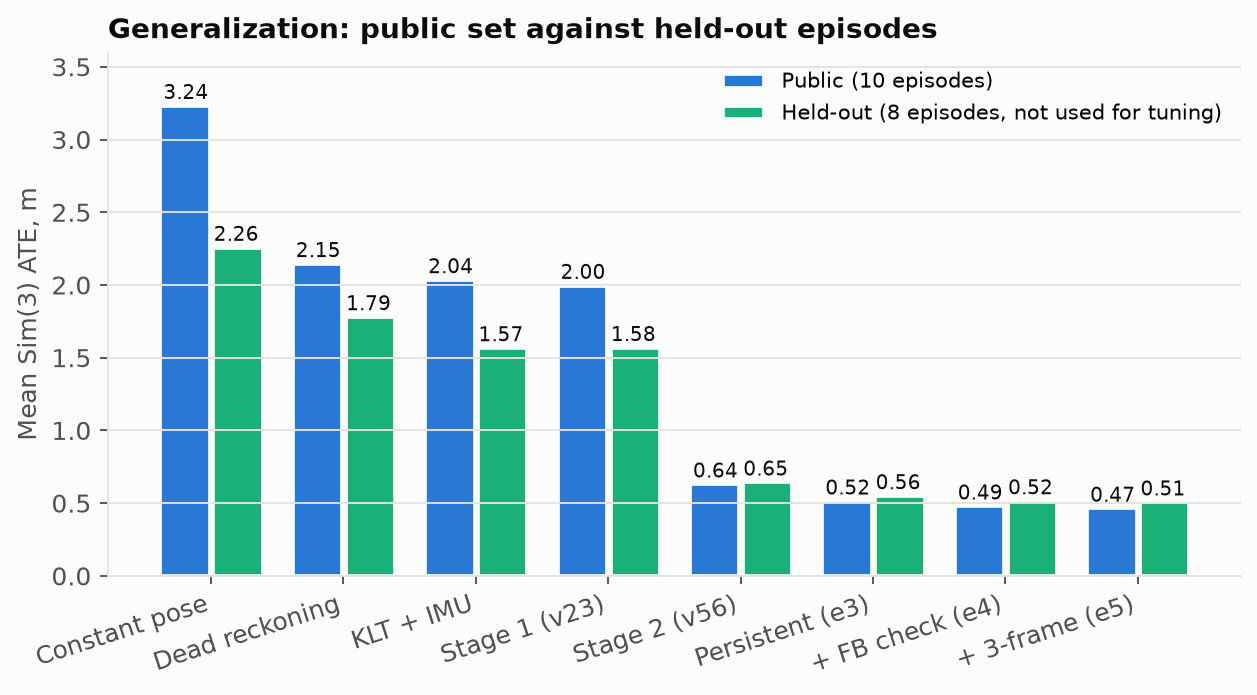 Generalization: public set against held-out episodes
Public (10 episodes)
Held-out (8 episodes, not used for tuning)
Mean Sim(3) ATE, m
3.5
3.0
2.5
2.0
1.5
1.0
0.5
0.0
3.24
2.26
2.15
1.79
2.04
1.57
2.00
1.58
0.64
0.65
0.52
0.56
0.49
0.52
0.47
0.51
Constant pose
Dead reckoning
KLT + IMU
Stage 1 (v23)
Stage 2 (v56)
Persistent (e3)
+ FB check (e4)
+ 3-frame (e5)